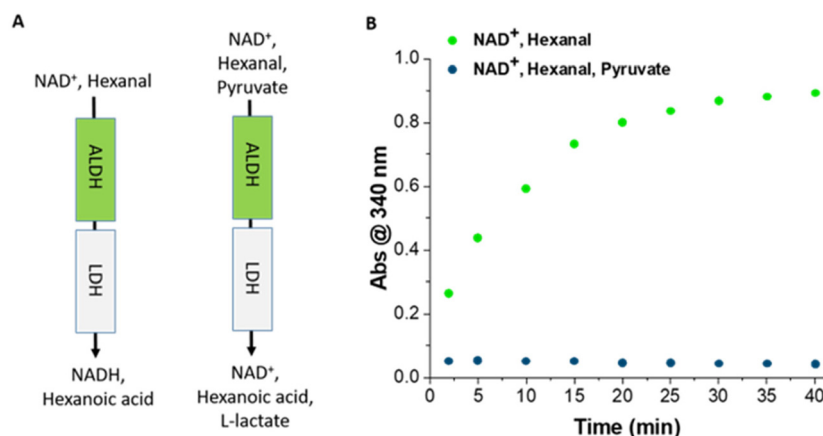 A
NAD⁺, Hexanal
ALDH
LDH
NADH,
Hexanoic acid
NAD⁺,
Hexanal,
Pyruvate
ALDH
LDH
NAD⁺,
Hexanoic acid,
L-lactate
B
NAD⁺, Hexanal
NAD⁺, Hexanal, Pyruvate
Abs @ 340 nm
1.0
0.8
0.6
0.4
0.2
0.0
0 5 10 15 20 25 30 35 40
Time (min)